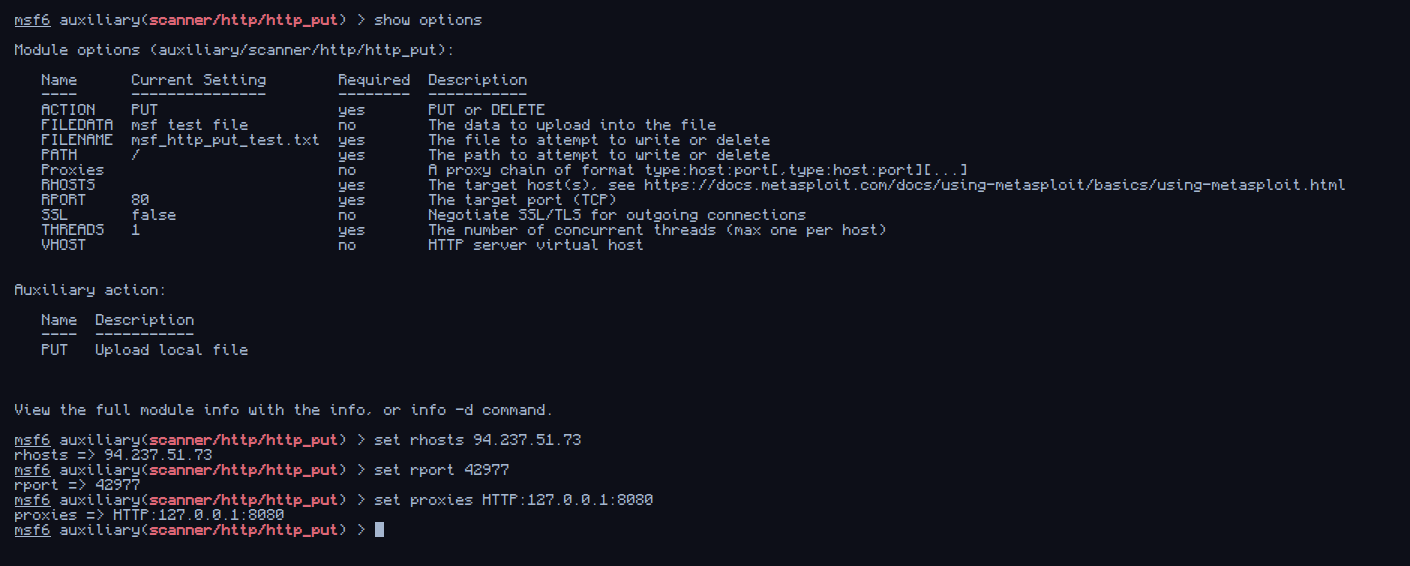 msf6 auxiliary(scanner/http/http_put) > show options
Module options (auxiliary/scanner/http/http_put):
Name Current Setting Required Description
---- --------------- -------- -----------
ACTION PUT yes PUT or DELETE
FILEDATA msf test file no The data to upload into the file
FILENAME msf_http_put_test.txt yes The file to attempt to write or delete
PATH / yes The path to attempt to write or delete
Proxies no A proxy chain of format type:host:port[,type:host:port][...]
RHOSTS yes The target host(s), see https://docs.metasploit.com/docs/using-metasploit/basics/using-metasploit.html
RPORT 80 yes The target port (TCP)
SSL false no Negotiate SSL/TLS for outgoing connections
THREADS 1 yes The number of concurrent threads (max one per host)
VHOST no HTTP server virtual host
Auxiliary action:
Name Description
---- -----------
PUT Upload local file
View the full module info with the info, or info -d command.
msf6 auxiliary(scanner/http/http_put) > set rhosts 94.237.51.73
rhosts => 94.237.51.73
msf6 auxiliary(scanner/http/http_put) > set rport 42977
rport => 42977
msf6 auxiliary(scanner/http/http_put) > set proxies HTTP:127.0.0.1:8080
proxies => HTTP:127.0.0.1:8080
msf6 auxiliary(scanner/http/http_put) >